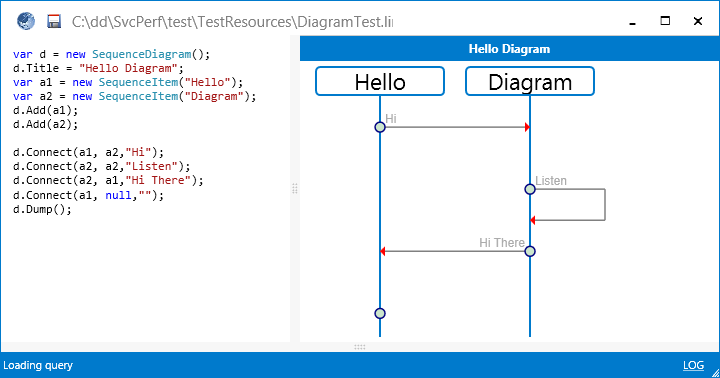 C:\dd\SvcPerf\test\TestResources\DiagramTest.li
var d = new SequenceDiagram();
d.Title = "Hello Diagram";
var a1 = new SequenceItem("Hello");
var a2 = new SequenceItem("Diagram");
d.Add(a1);
d.Add(a2);
d.Connect(a1, a2,"Hi");
d.Connect(a2, a2,"Listen");
d.Connect(a2, a1,"Hi There");
d.Connect(a1, null,"");
d.Dump();
Hello Diagram
Hello
Diagram
Hi
Listen
Hi There
Loading query
LOG